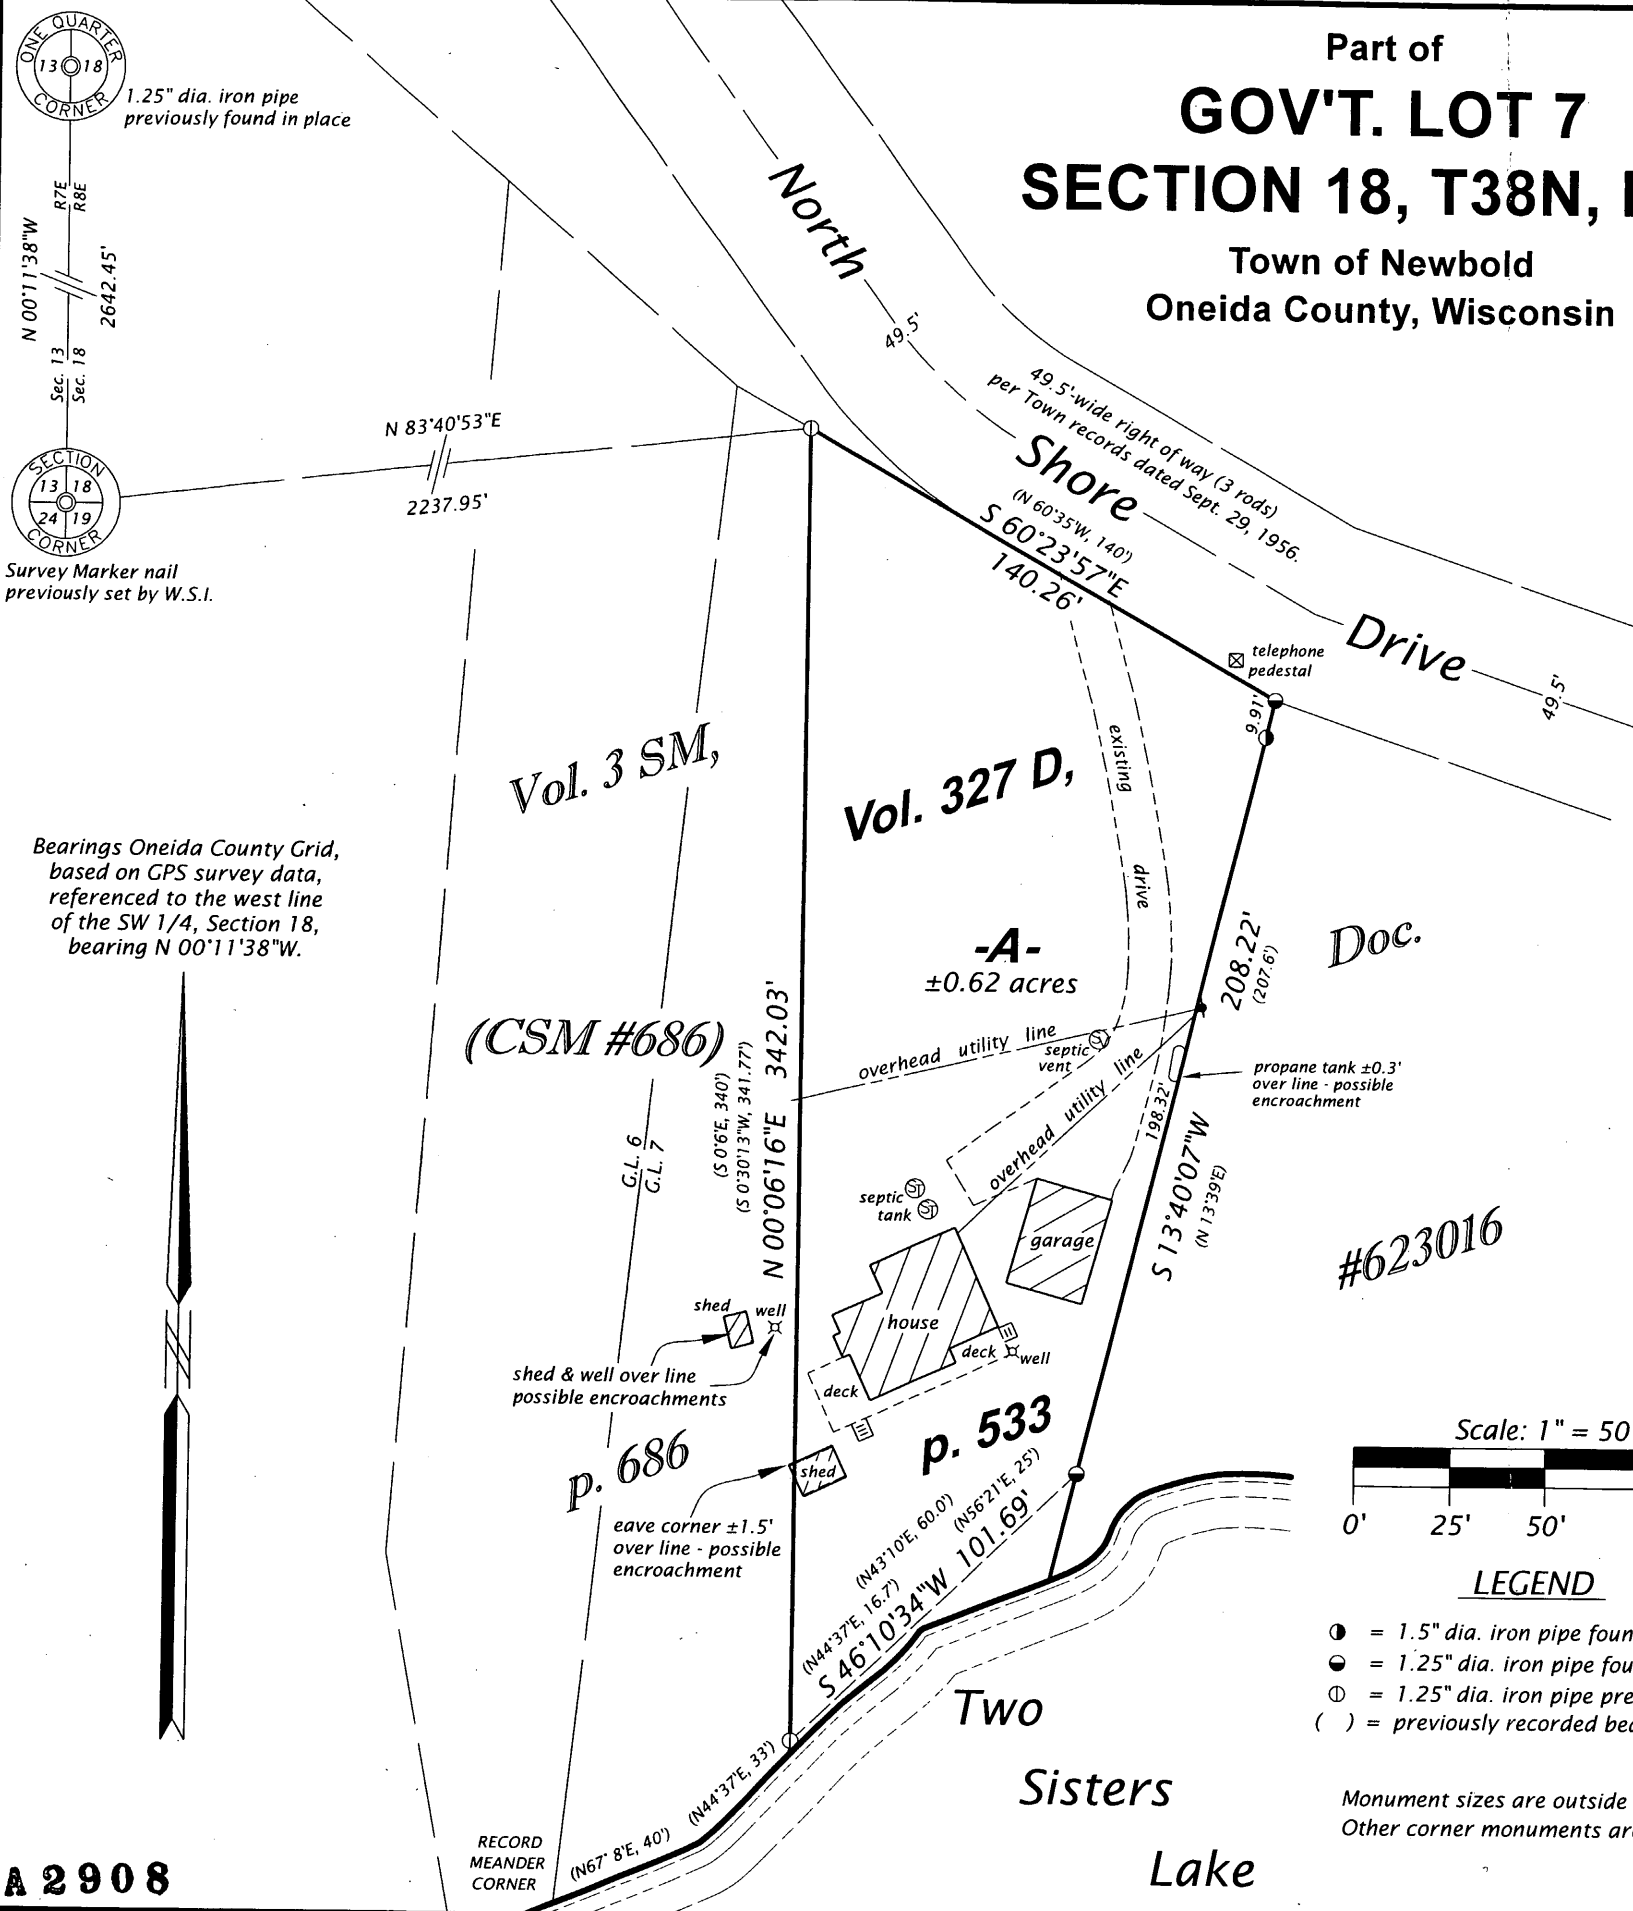 Part of
GOV'T. LOT 7
SECTION 18, T38N,
Town of Newbold
Oneida County, Wisconsin
ONE QUARTER
13 18
CORNER
1.25" dia. iron pipe
previously found in place
R7E
R8E
N 00°11'38"W
2642.45'
Sec. 13
Sec. 18
SECTION
13 18
24 19
CORNER
Survey Marker nail
previously set by W.S.I.
N 83°40'53"E
2237.95'
North
Shore
Drive
49.5'
49.5'-wide right of way (3 rods)
per Town records dated Sept. 29, 1956.
(N 60°35'W, 140')
S 60°23'57"E
140.26'
telephone
pedestal
49.5'
9.91'
existing
drive
Vol. 3 SM,
Vol. 327 D,
Bearings Oneida County Grid,
based on GPS survey data,
referenced to the west line
of the SW 1/4, Section 18,
bearing N 00°11'38"W.
-A-
±0.62 acres
208.22'
(207.6')
Doc.
(CSM #686)
N 00°06'16"E 342.03'
(S 0°6'E, 340')
(S 0°30'13"W, 341.77')
overhead utility line
septic
vent
SV
overhead utility line
propane tank ±0.3'
over line - possible
encroachment
198.32'
S 13°40'07"W
(N 13°39'E)
G.L. 6
G.L. 7
septic
tank
ST
ST
garage
#623016
shed
well
house
deck
well
shed & well over line
possible encroachments
deck
p. 686
p. 533
shed
eave corner ±1.5'
over line - possible
encroachment
(N43°10'E, 60.0')
(N56°21'E, 25')
(N44°37'E, 16.7')
S 46°10'34"W 101.69'
Scale: 1" = 50
0' 25' 50'
LEGEND
= 1.5" dia. iron pipe foun
= 1.25" dia. iron pipe fou
= 1.25" dia. iron pipe pre
( ) = previously recorded bea
Two
Sisters
Lake
Monument sizes are outside
Other corner monuments ar
(N44°37'E, 33')
(N67°8'E, 40')
RECORD
MEANDER
CORNER
A2908